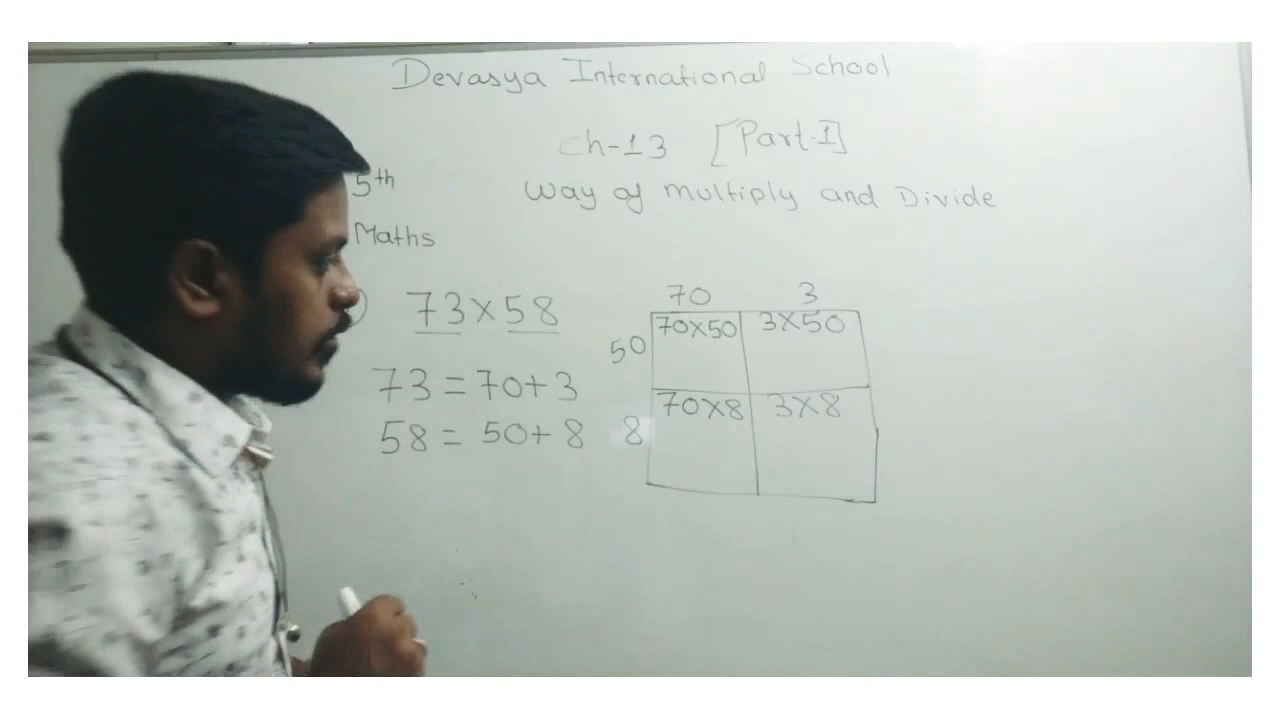 Devasya International School
Ch-13 [Part-I]
5th
Way of multiply and Divide
Maths
73×58
73=70+3
58=50+8
70 3
50 70×50 3×50
8 70×8 3×8